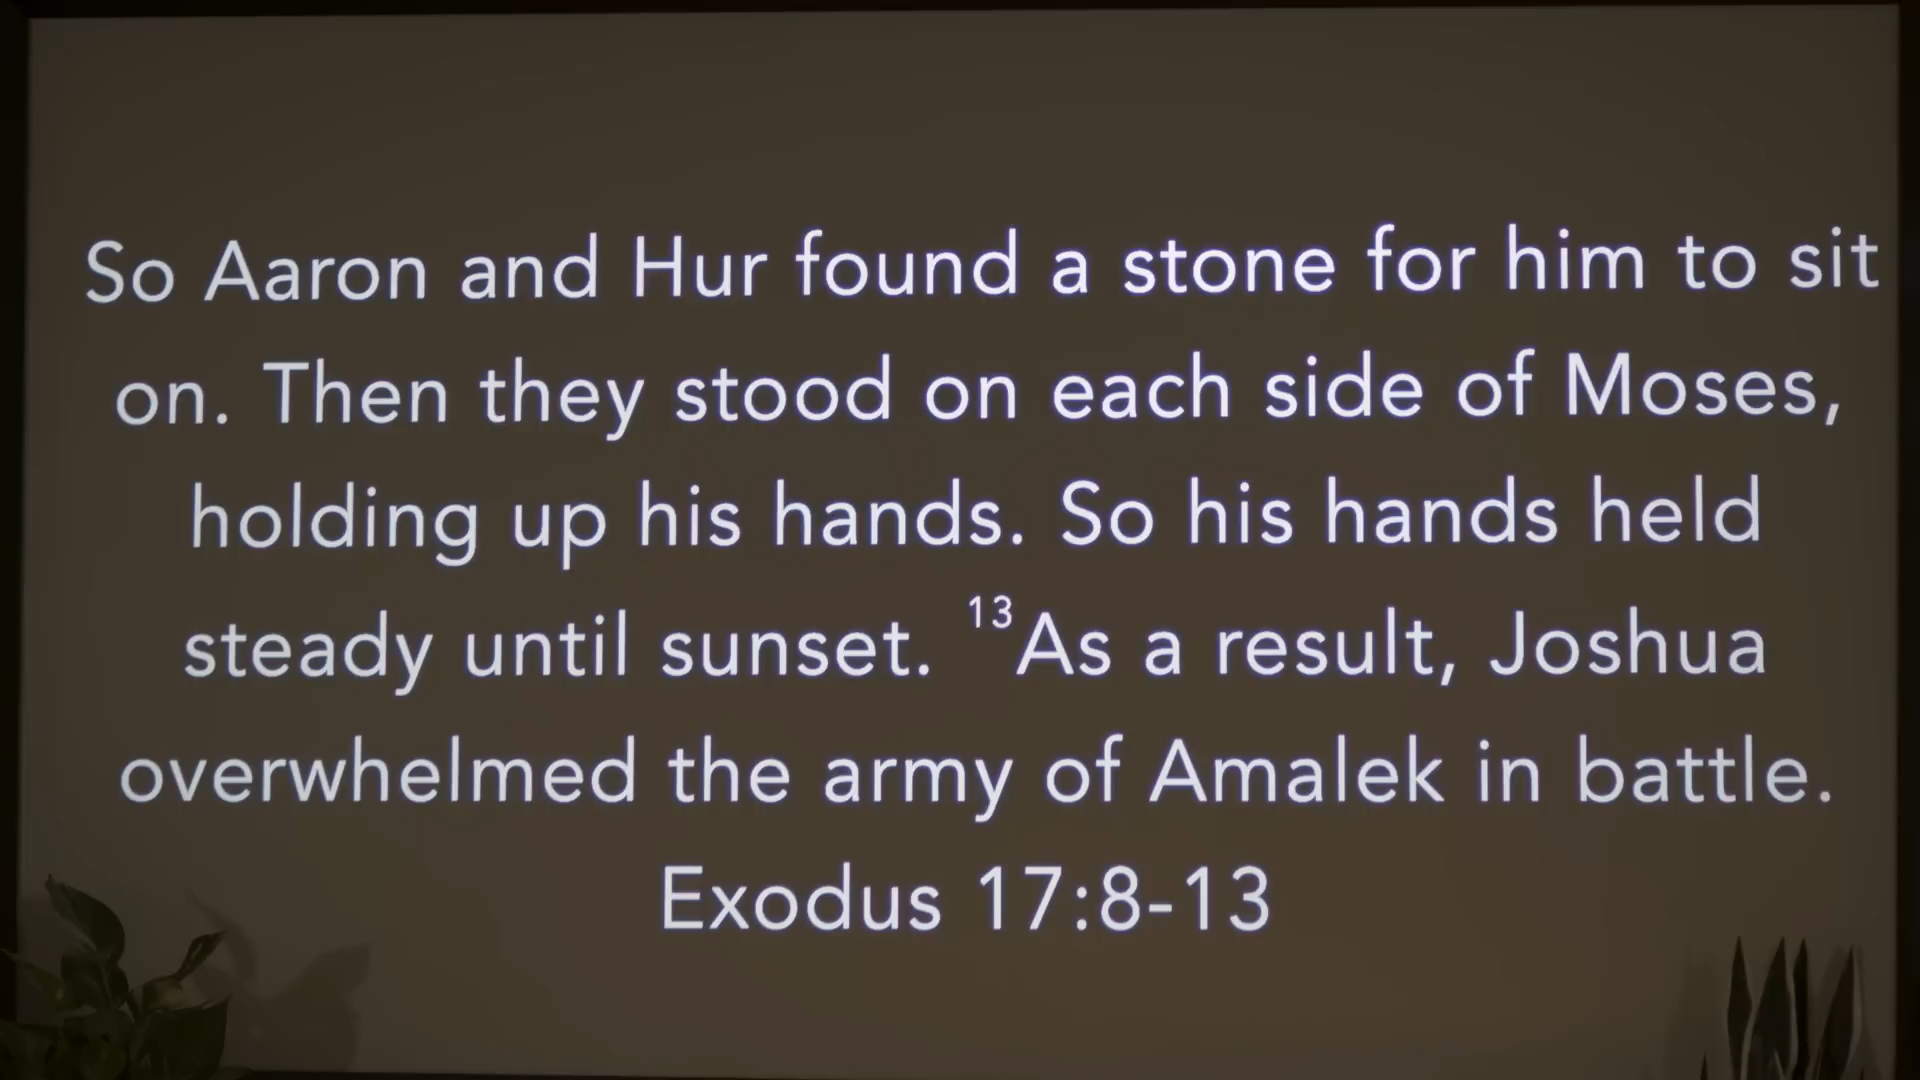 So Aaron and Hur found a stone for him to sit
on. Then they stood on each side of Moses,
holding up his hands. So his hands held
steady until sunset. 13As a result, Joshua
overwhelmed the army of Amalek in battle.
Exodus 17:8-13